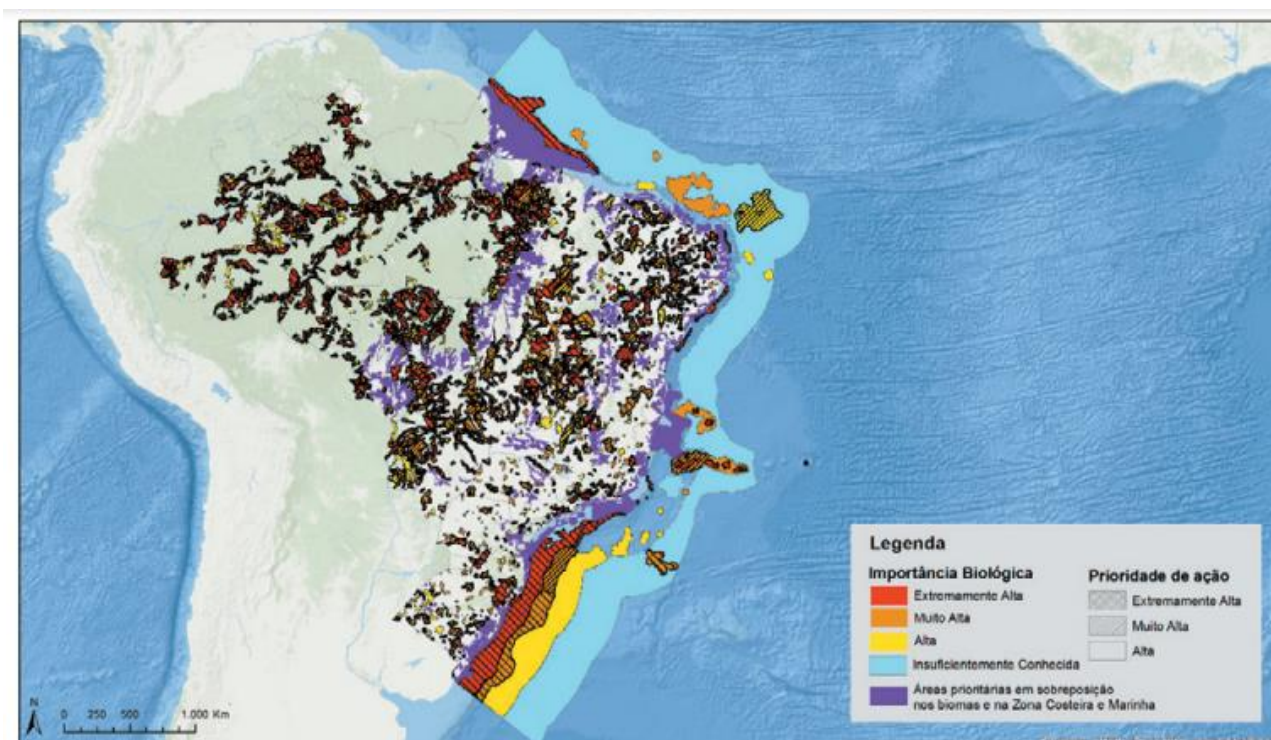 Legenda
Importância Biológica
Extremamente Alta
Muito Alta
Alta
Insuficientemente Conhecida
Áreas prioritárias em sobreposição
nos biomas e na Zona Costeira e Marinha
Prioridade de ação
Extremamente Alta
Muito Alta
Alta
N
0 250 500 1.000 Km